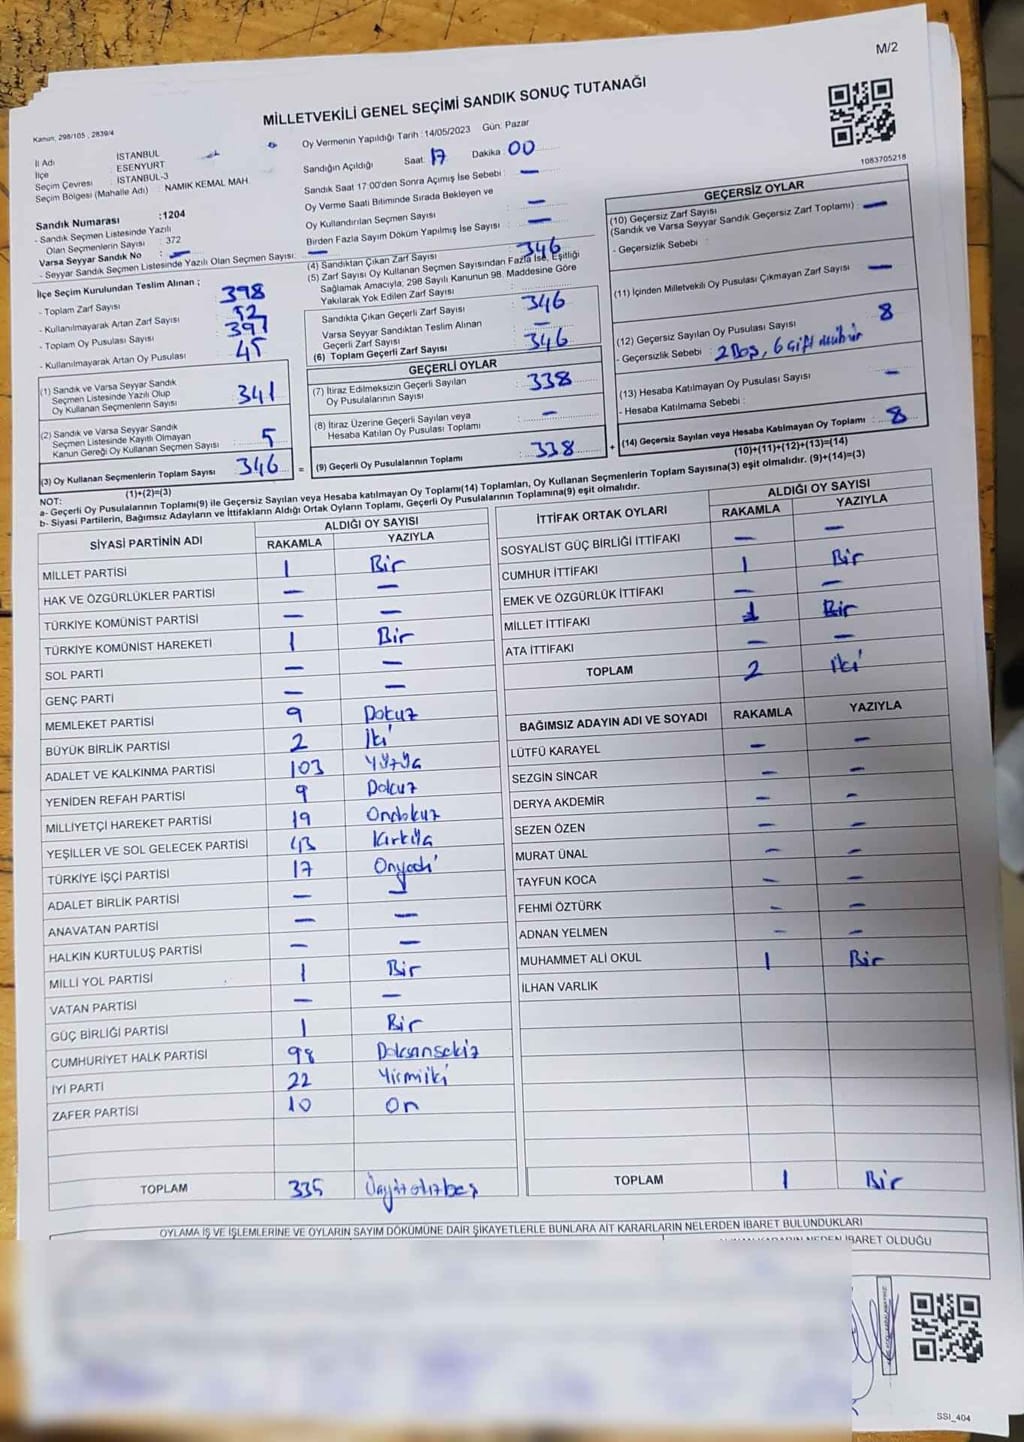 M/2
MİLLETVEKİLİ GENEL SEÇİMİ SANDIK SONUÇ TUTANAĞI
Kanun, 298/105 , 2839/4
İl Adı İSTANBUL
İlçe ESENYURT
Seçim Çevresi İSTANBUL-3
Seçim Bölgesi (Mahalle Adı) : NAMIK KEMAL MAH.
Sandık Numarası :1204
- Sandık Seçmen Listesinde Yazılı
Olan Seçmenlerin Sayısı : 372
Varsa Seyyar Sandık No : —
- Seyyar Sandık Seçmen Listesinde Yazılı Olan Seçmen Sayısı: —
İlçe Seçim Kurulundan Teslim Alınan ;
- Toplam Zarf Sayısı 398
- Kullanılmayarak Artan Zarf Sayısı : 52
- Toplam Oy Pusulası Sayısı 391
- Kullanılmayarak Artan Oy Pusulası 45
(1) Sandık ve Varsa Seyyar Sandık
Seçmen Listesinde Yazılı Olup
Oy Kullanan Seçmenlerin Sayısı 341
(2) Sandık ve Varsa Seyyar Sandık
Seçmen Listesinde Kayıtlı Olmayan
Kanun Gereği Oy Kullanan Seçmen Sayısı 5
(3) Oy Kullanan Seçmenlerin Toplam Sayısı 346
(1)+(2)=(3)
Oy Vermenin Yapıldığı Tarih : 14/05/2023 Gün: Pazar
Sandığın Açıldığı Saat 17 Dakika 00
Sandık Saat 17:00'den Sonra Açımış İse Sebebi : —
Oy Verme Saati Bitiminde Sırada Bekleyen ve
Oy Kullandırılan Seçmen Sayısı —
Birden Fazla Sayım Döküm Yapılmış İse Sayısı : —
(4) Sandıktan Çıkan Zarf Sayısı 346
(5) Zarf Sayısı Oy Kullanan Seçmen Sayısından Fazla İse, Eşitliği
Sağlamak Amacıyla, 298 Sayılı Kanunun 98. Maddesine Göre
Yakılarak Yok Edilen Zarf Sayısı
Sandıkta Çıkan Geçerli Zarf Sayısı 346
Varsa Seyyar Sandıktan Teslim Alınan
Geçerli Zarf Sayısı —
(6) Toplam Geçerli Zarf Sayısı 346
GEÇERLİ OYLAR
(7) İtiraz Edilmeksizin Geçerli Sayılan
Oy Pusulalarının Sayısı 338
(8) İtiraz Üzerine Geçerli Sayılan veya
Hesaba Katılan Oy Pusulası Toplamı —
= (9) Geçerli Oy Pusulalarının Toplamı 338
1083705218
GEÇERSİZ OYLAR
(10) Geçersiz Zarf Sayısı
(Sandık ve Varsa Seyyar Sandık Geçersiz Zarf Toplamı) : —
- Geçersizlik Sebebi :
(11) İçinden Milletvekili Oy Pusulası Çıkmayan Zarf Sayısı —
(12) Geçersiz Sayılan Oy Pusulası Sayısı 8
- Geçersizlik Sebebi : 2 Boş, 6 Çift mühür
(13) Hesaba Katılmayan Oy Pusulası Sayısı —
- Hesaba Katılmama Sebebi :
+ (14) Geçersiz Sayılan veya Hesaba Katılmayan Oy Toplamı : 8
(10)+(11)+(12)+(13)=(14)
NOT:
a- Geçerli Oy Pusulalarının Toplamı(9) ile Geçersiz Sayılan veya Hesaba katılmayan Oy Toplamı(14) Toplamları, Oy Kullanan Seçmenlerin Toplam Sayısına(3) eşit olmalıdır. (9)+(14)=(3)
b- Siyasi Partilerin, Bağımsız Adayların ve İttifakların Aldığı Ortak Oyların Toplamı, Geçerli Oy Pusulalarının Toplamına(9) eşit olmalıdır.
SİYASİ PARTİNİN ADI ALDIĞI OY SAYISI
RAKAMLA YAZIYLA
MİLLET PARTİSİ 1 Bir
HAK VE ÖZGÜRLÜKLER PARTİSİ — —
TÜRKİYE KOMÜNİST PARTİSİ — —
TÜRKİYE KOMÜNİST HAREKETİ 1 Bir
SOL PARTİ — —
GENÇ PARTİ — —
MEMLEKET PARTİSİ 9 Dokuz
BÜYÜK BİRLİK PARTİSİ 2 İki
ADALET VE KALKINMA PARTİSİ 103
YENİDEN REFAH PARTİSİ 9 Dokuz
MİLLİYETÇİ HAREKET PARTİSİ 19 Ondokuz
YEŞİLLER VE SOL GELECEK PARTİSİ 43
TÜRKİYE İŞÇİ PARTİSİ 17 Onyedi
ADALET BİRLİK PARTİSİ — —
ANAVATAN PARTİSİ — —
HALKIN KURTULUŞ PARTİSİ — —
MİLLİ YOL PARTİSİ 1 Bir
VATAN PARTİSİ — —
GÜÇ BİRLİĞİ PARTİSİ 1 Bir
CUMHURİYET HALK PARTİSİ 98 Doksansekiz
İYİ PARTİ 22 Yirmiiki
ZAFER PARTİSİ 10 On
TOPLAM 335 Üçyüzotuzbeş
İTTİFAK ORTAK OYLARI ALDIĞI OY SAYISI
RAKAMLA YAZIYLA
SOSYALİST GÜÇ BİRLİĞİ İTTİFAKI — —
CUMHUR İTTİFAKI 1 Bir
EMEK VE ÖZGÜRLÜK İTTİFAKI — —
MİLLET İTTİFAKI 1 Bir
ATA İTTİFAKI — —
TOPLAM 2 İki
BAĞIMSIZ ADAYIN ADI VE SOYADI RAKAMLA YAZIYLA
LÜTFÜ KARAYEL — —
SEZGİN SİNCAR — —
DERYA AKDEMİR — —
SEZEN ÖZEN — —
MURAT ÜNAL — —
TAYFUN KOCA — —
FEHMİ ÖZTÜRK — —
ADNAN YELMEN — —
MUHAMMET ALİ OKUL 1 Bir
İLHAN VARLIK
TOPLAM 1 Bir
OYLAMA İŞ VE İŞLEMLERİNE VE OYLARIN SAYIM DÖKÜMÜNE DAİR ŞİKAYETLERLE BUNLARA AİT KARARLARIN NELERDEN İBARET BULUNDUKLARI
İBARET OLDUĞU
SSI_404